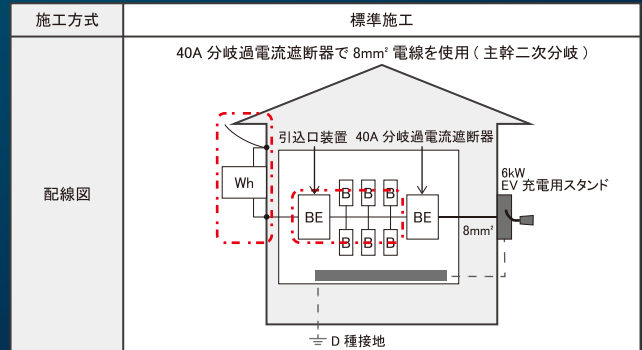 施工方式
標準施工
40A 分岐過電流遮断器で 8mm² 電線を使用 ( 主幹二次分岐 )
配線図
引込口装置
40A 分岐過電流遮断器
Wh
BE
B
B
B
B
B
B
BE
8mm²
6kW
EV 充電用スタンド
D 種接地